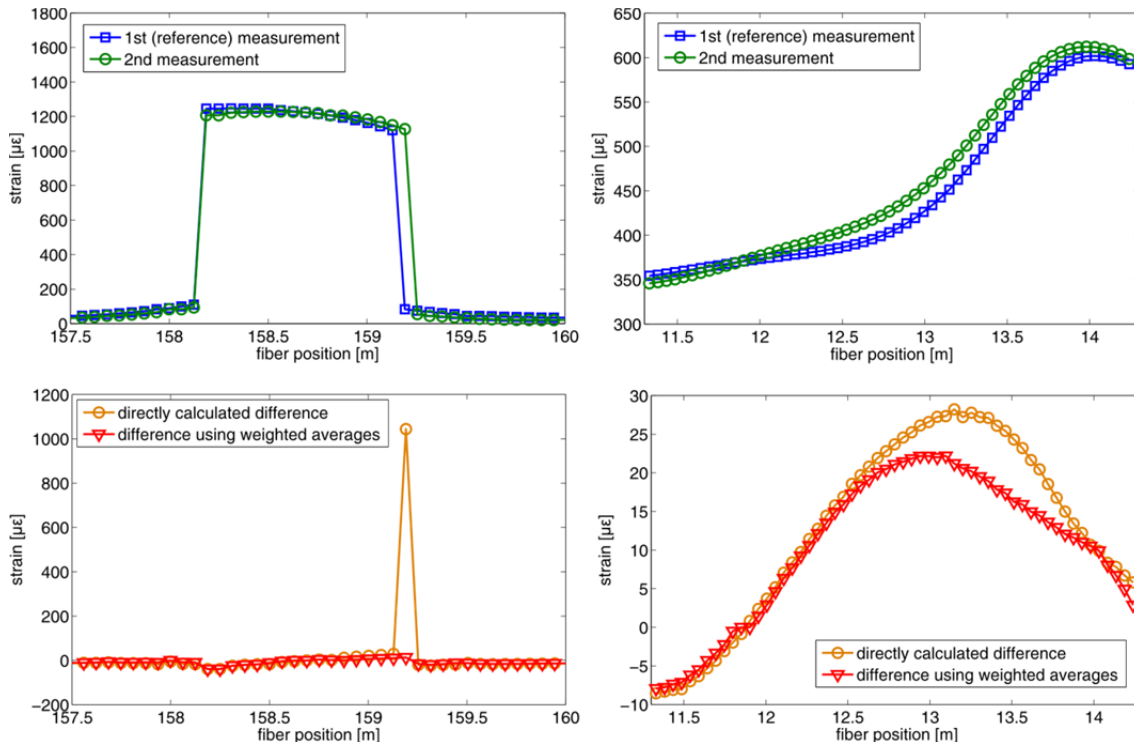 1800
1600
1400
1200
1000
800
600
400
200
0
strain [µε]
1st (reference) measurement
2nd measurement
157.5 158 158.5 159 159.5 160
fiber position [m]
650
600
550
500
450
400
350
300
strain [µε]
1st (reference) measurement
2nd measurement
11.5 12 12.5 13 13.5 14
fiber position [m]
1200
1000
800
600
400
200
0
−200
strain [µε]
directly calculated difference
difference using weighted averages
157.5 158 158.5 159 159.5 160
fiber position [m]
30
25
20
15
10
5
0
−5
−10
strain [µε]
directly calculated difference
difference using weighted averages
11.5 12 12.5 13 13.5 14
fiber position [m]